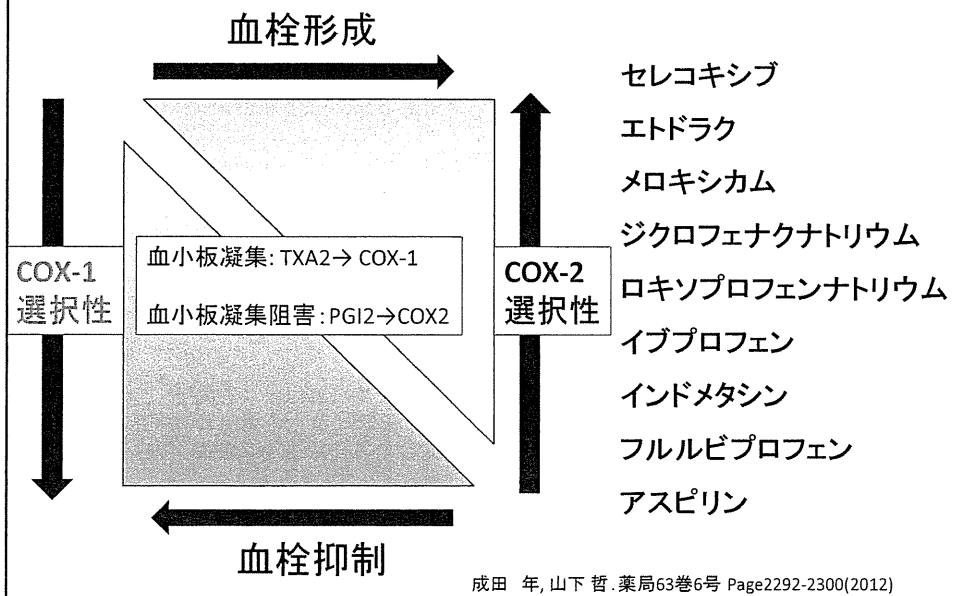 血栓形成
COX-1
選択性
血小板凝集: TXA2→ COX-1
血小板凝集阻害:PGI2→COX2
COX-2
選択性
血栓抑制
セレコキシブ
エトドラク
メロキシカム
ジクロフェナクナトリウム
ロキソプロフェンナトリウム
イブプロフェン
インドメタシン
フルルビプロフェン
アスピリン
成田 年, 山下 哲. 薬局63巻6号 Page2292-2300(2012)